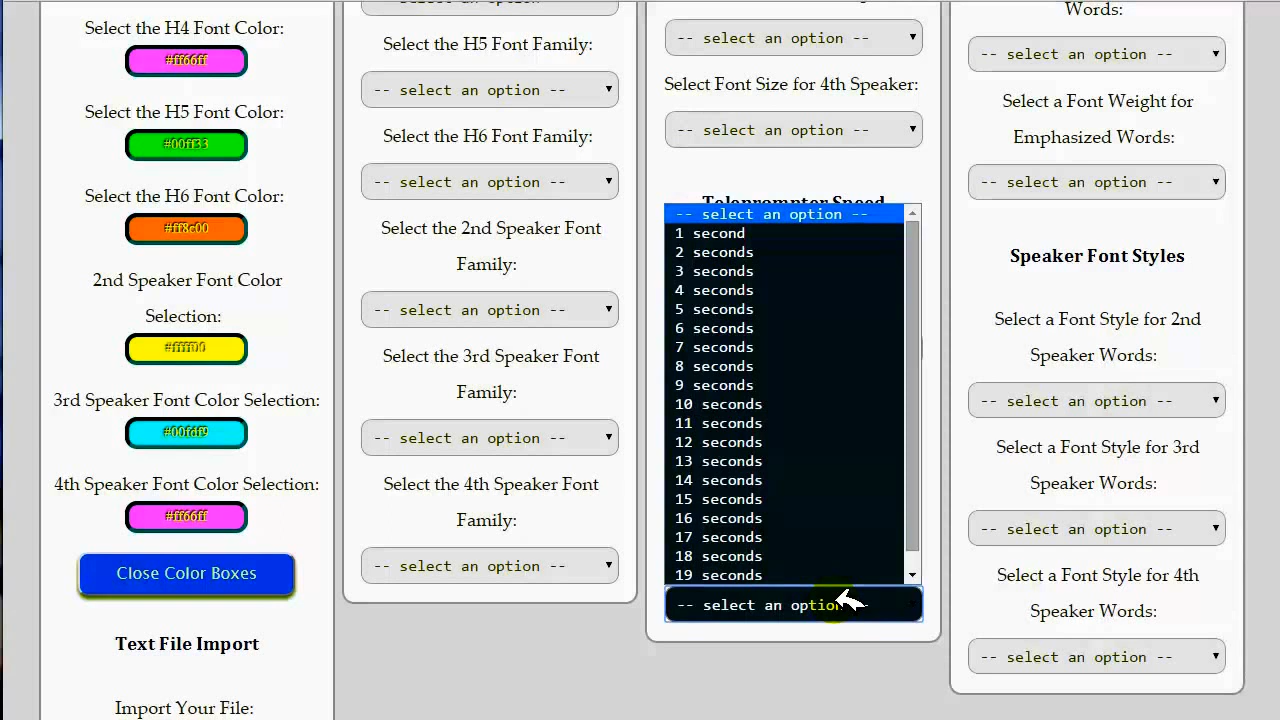 Select the H4 Font Color:
#ff66ff
Select the H5 Font Color:
#00ff33
Select the H6 Font Color:
#ff8c00
2nd Speaker Font Color
Selection:
#ffff00
3rd Speaker Font Color Selection:
#00fdf9
4th Speaker Font Color Selection:
#ff66ff
Close Color Boxes
Text File Import
Import Your File:
Select the H5 Font Family:
-- select an option --
Select the H6 Font Family:
-- select an option --
Select the 2nd Speaker Font
Family:
-- select an option --
Select the 3rd Speaker Font
Family:
-- select an option --
Select the 4th Speaker Font
Family:
-- select an option --
-- select an option --
Select Font Size for 4th Speaker:
-- select an option --
Teleprompter Speed
-- select an option --
1 second
2 seconds
3 seconds
4 seconds
5 seconds
6 seconds
7 seconds
8 seconds
9 seconds
10 seconds
11 seconds
12 seconds
13 seconds
14 seconds
15 seconds
16 seconds
17 seconds
18 seconds
19 seconds
-- select an option --
Words:
-- select an option --
Select a Font Weight for
Emphasized Words:
-- select an option --
Speaker Font Styles
Select a Font Style for 2nd
Speaker Words:
-- select an option --
Select a Font Style for 3rd
Speaker Words:
-- select an option --
Select a Font Style for 4th
Speaker Words:
-- select an option --